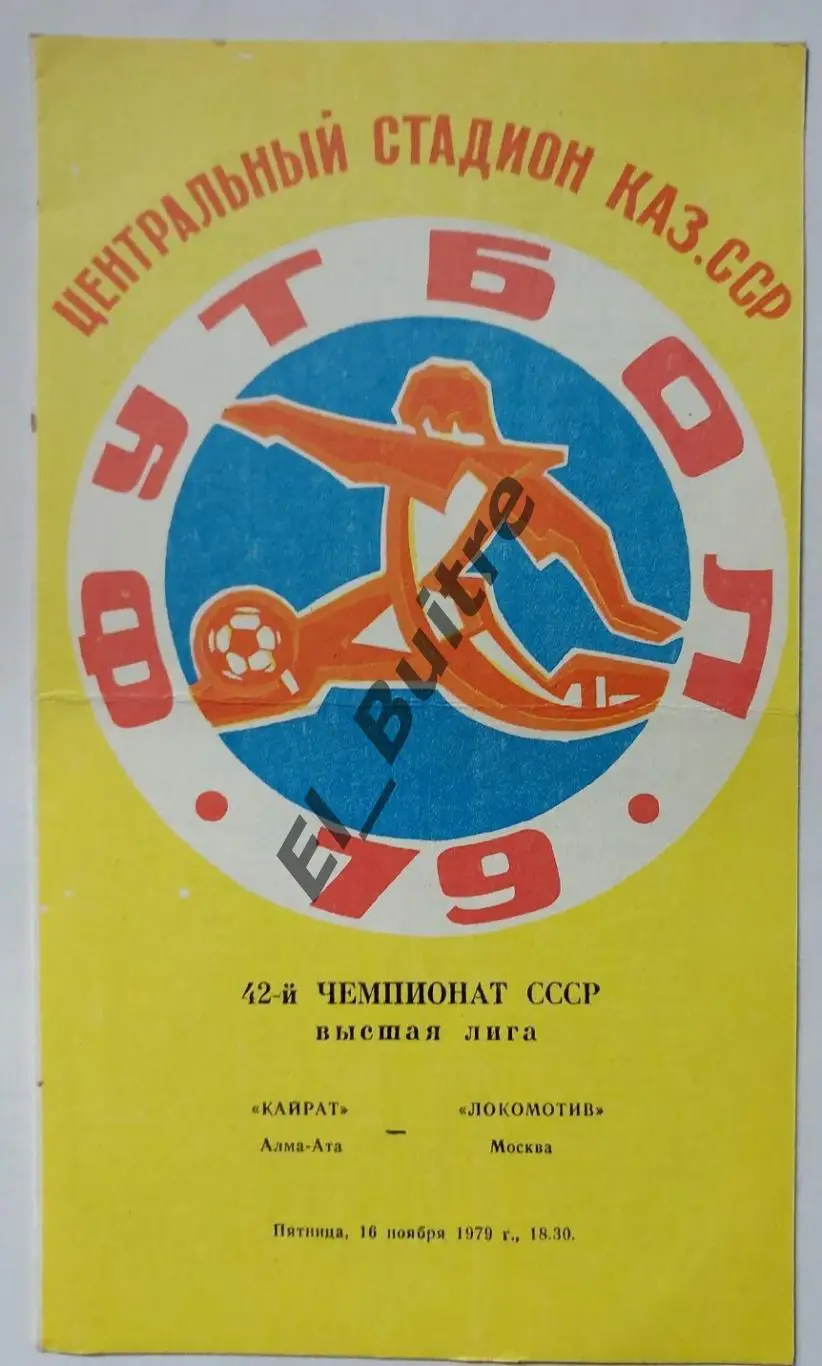 ЦЕНТРАЛЬНЫЙ СТАДИОН КАЗ.ССР
ФУТБОЛ
• 79 •
El_Buitre
42-й ЧЕМПИОНАТ СССР
высшая лига
«КАЙРАТ» — «ЛОКОМОТИВ»
Алма-Ата Москва
Пятница, 16 ноября 1979 г., 18.30.